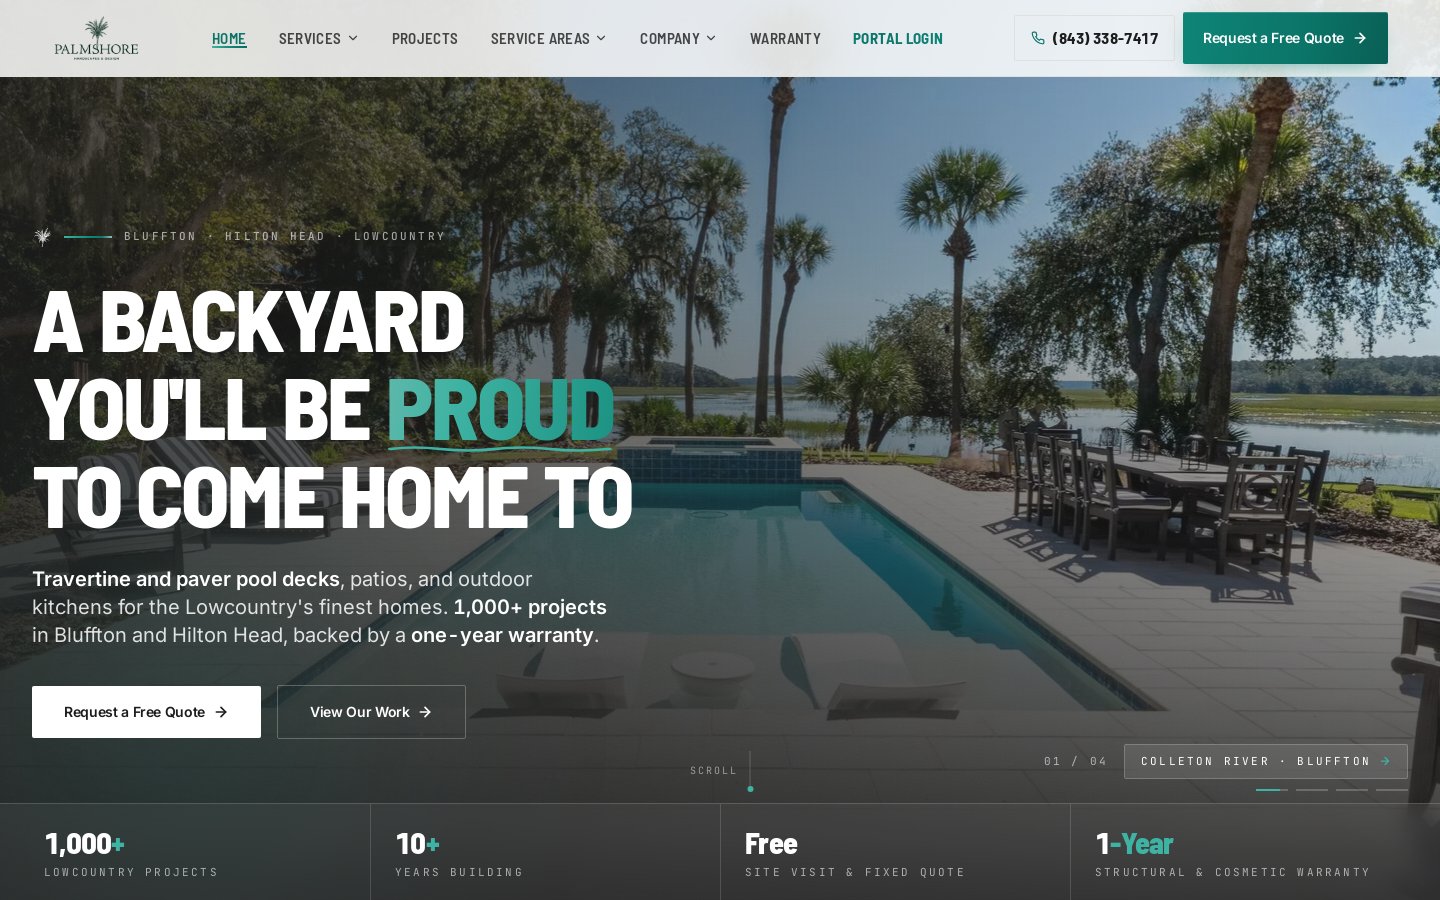 PALMSHORE
HARDSCAPES & DESIGN
HOME
SERVICES
PROJECTS
SERVICE AREAS
COMPANY
WARRANTY
PORTAL LOGIN
(843) 338-7417
Request a Free Quote
BLUFFTON · HILTON HEAD · LOWCOUNTRY
A BACKYARD
YOU'LL BE PROUD
TO COME HOME TO
Travertine and paver pool decks, patios, and outdoor
kitchens for the Lowcountry's finest homes. 1,000+ projects
in Bluffton and Hilton Head, backed by a one-year warranty.
Request a Free Quote
View Our Work
SCROLL
01 / 04
COLLETON RIVER · BLUFFTON
1,000+
LOWCOUNTRY PROJECTS
10+
YEARS BUILDING
Free
SITE VISIT & FIXED QUOTE
1-Year
STRUCTURAL & COSMETIC WARRANTY